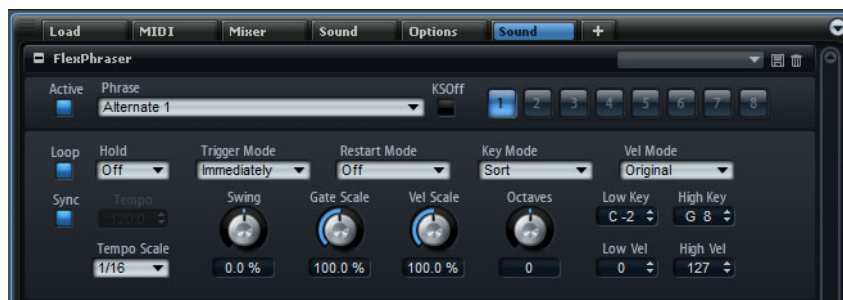 Load MIDI Mixer Sound Options Sound +
FlexPhraser
Active Phrase KSOff
Alternate 1 1 2 3 4 5 6 7 8
Loop Hold Trigger Mode Restart Mode Key Mode Vel Mode
Off Immediately Off Sort Original
Sync Tempo Swing Gate Scale Vel Scale Octaves Low Key High Key
120.0 C -2 G 8
Tempo Scale Low Vel High Vel
1/16 0.0 % 100.0 % 100.0 % 0 0 127